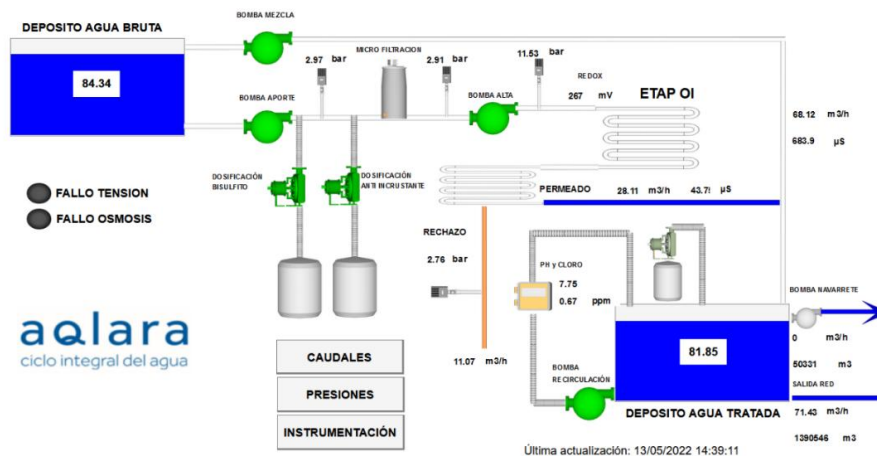 DEPOSITO AGUA BRUTA
BOMBA MEZCLA
84.34
BOMBA APORTE
2.97 bar
MICRO FILTRACION
2.91 bar
11.53 bar
BOMBA ALTA
REDOX
267 mV
ETAP OI
68.12 m3/h
683.9 µS
DOSIFICACIÓN
BISULFITO
DOSIFICACIÓN
ANTI INCRUSTANTE
FALLO TENSION
FALLO OSMOSIS
PERMEADO
28.11 m3/h
43.7! µS
RECHAZO
2.76 bar
11.07 m3/h
PH y CLORO
7.75
0.67 ppm
BOMBA NAVARRETE
0 m3/h
50331 m3
81.85
SALIDA RED
71.43 m3/h
1390546 m3
BOMBA
RECIRCULACIÓN
DEPOSITO AGUA TRATADA
aqlara
ciclo integral del agua
CAUDALES
PRESIONES
INSTRUMENTACIÓN
Última actualización: 13/05/2022 14:39:11